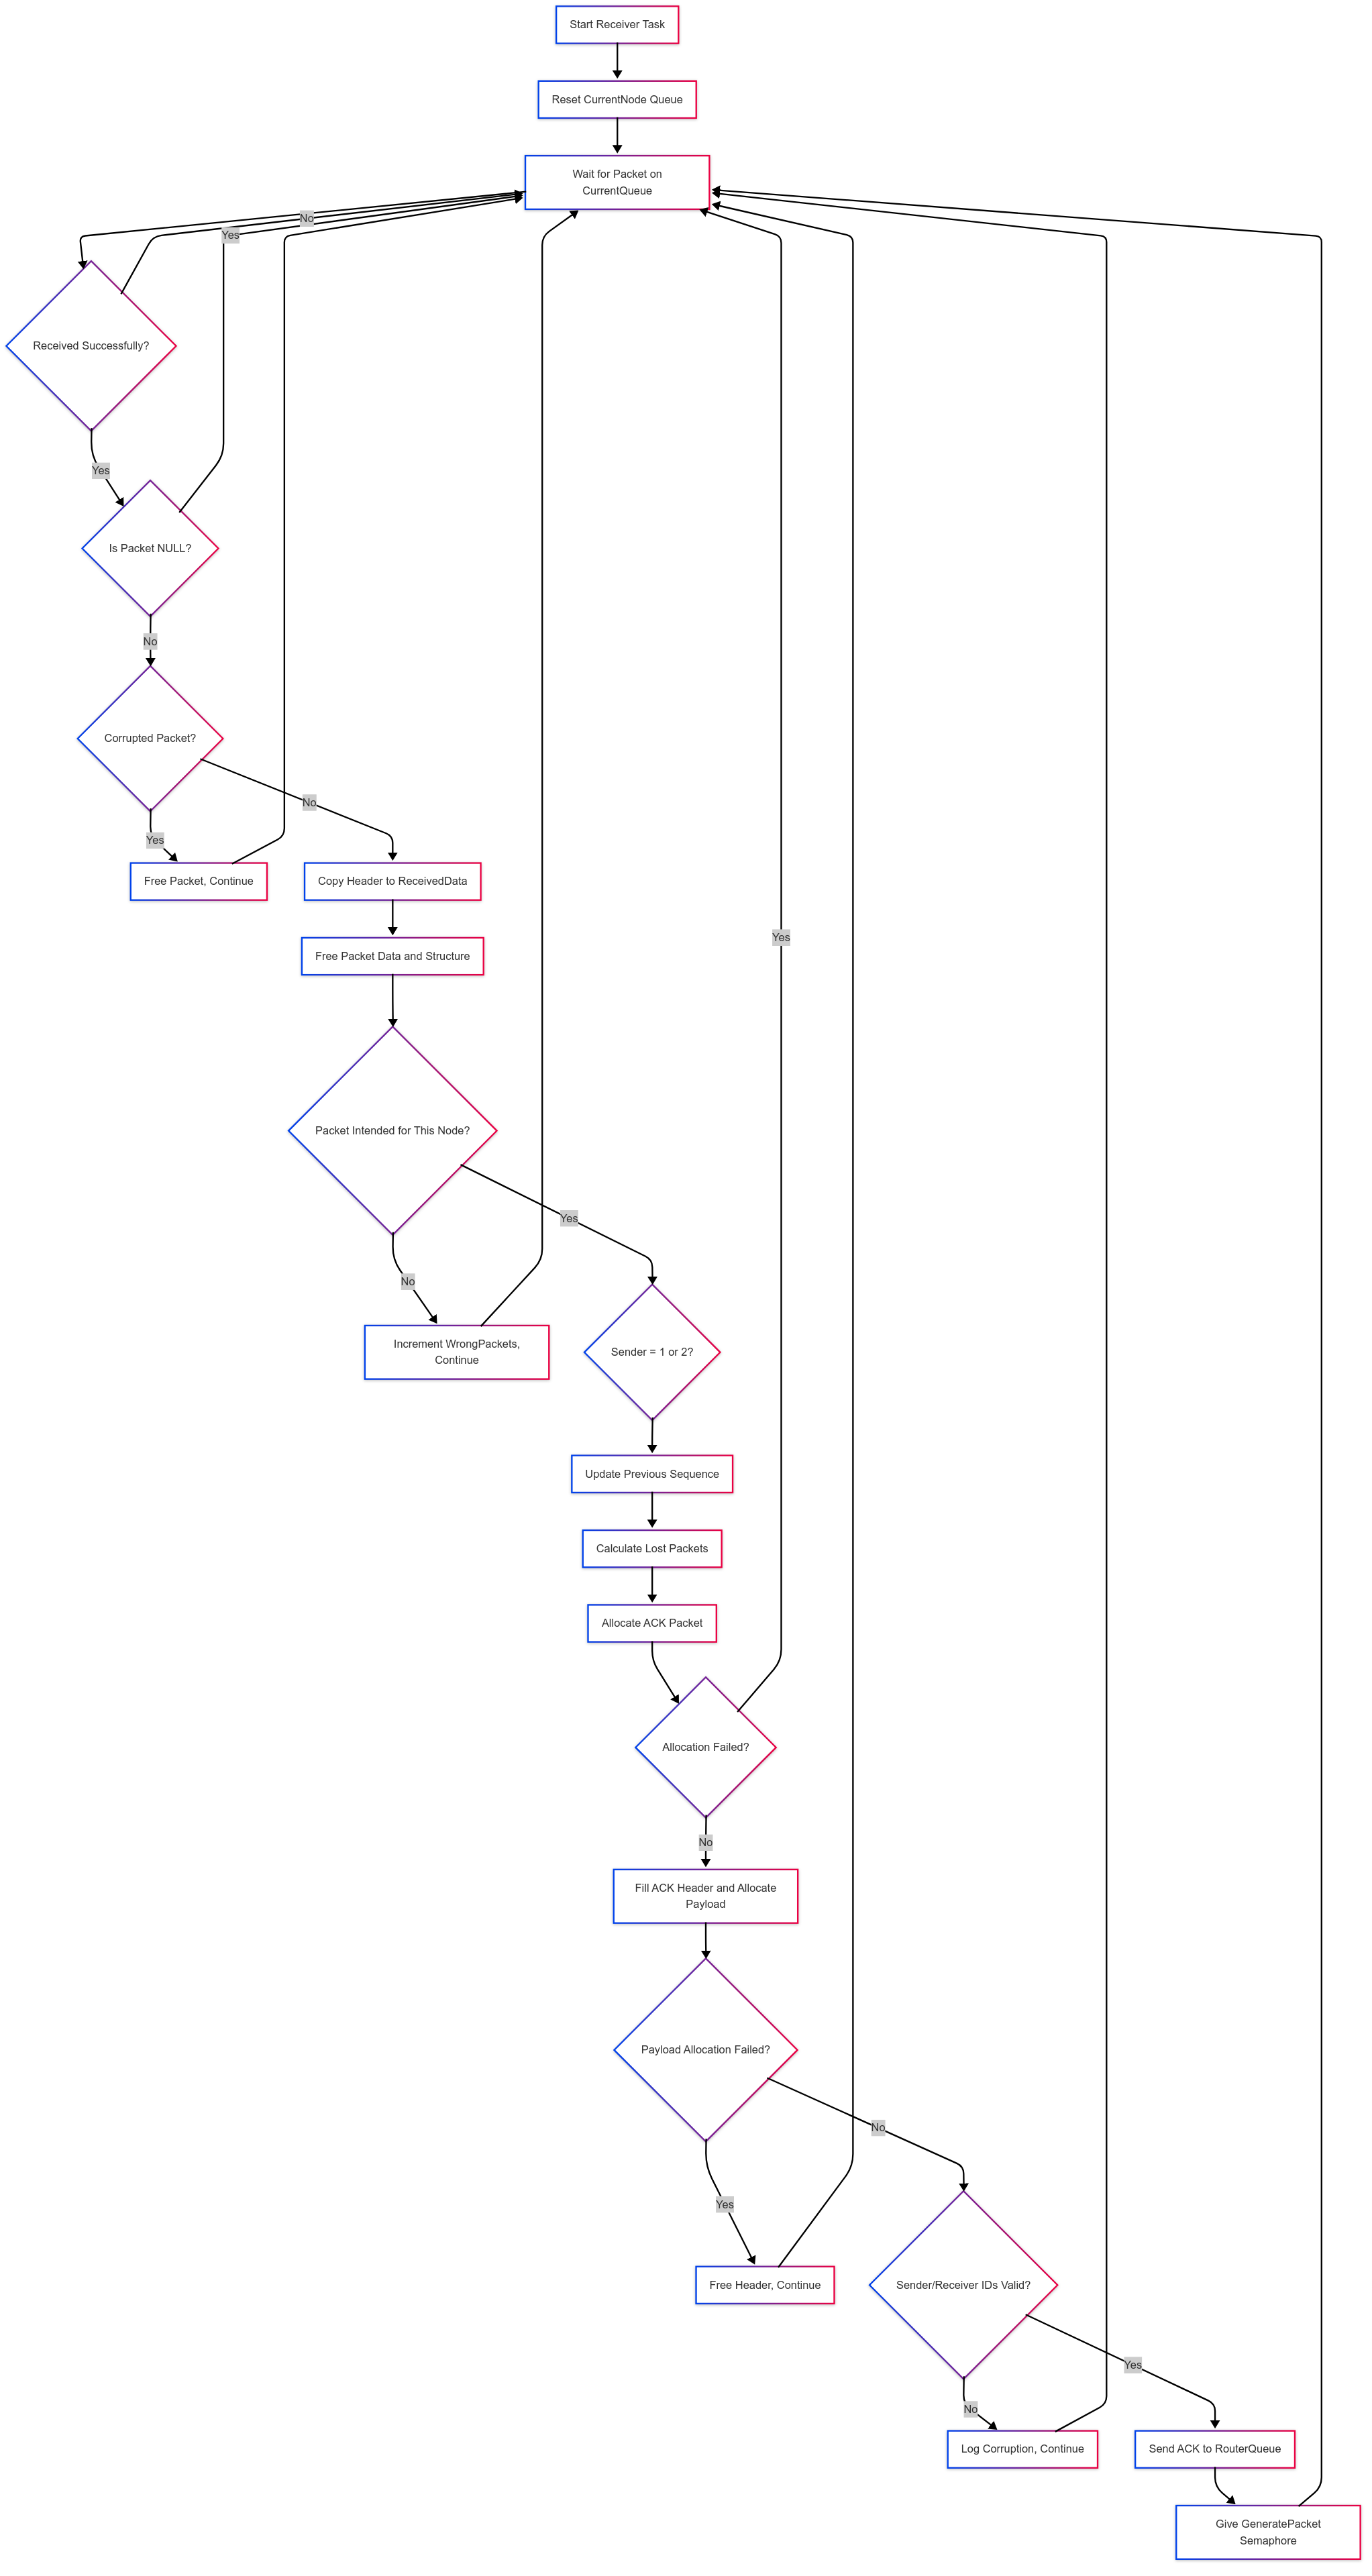 Start Receiver Task
Reset CurrentNode Queue
Wait for Packet on
CurrentQueue
No
Yes
Received Successfully?
Yes
Is Packet NULL?
No
Corrupted Packet?
No
Yes
Free Packet, Continue
Copy Header to ReceivedData
Yes
Free Packet Data and Structure
Packet Intended for This Node?
Yes
No
Increment WrongPackets,
Continue
Sender = 1 or 2?
Update Previous Sequence
Calculate Lost Packets
Allocate ACK Packet
Allocation Failed?
No
Fill ACK Header and Allocate
Payload
Payload Allocation Failed?
No
Yes
Free Header, Continue
Sender/Receiver IDs Valid?
Yes
No
Log Corruption, Continue
Send ACK to RouterQueue
Give GeneratePacket
Semaphore